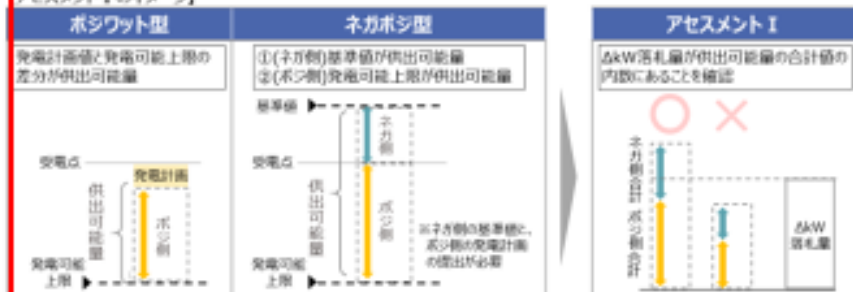 ポジワット型
発電計画値と発電可能上限の
差分が供出可能量
受電点
発電計画
供出可能量
ポジ側
発電可能
上限
ネガポジ型
①(ネガ側)基準値が供出可能量
②(ポジ側)発電可能上限が供出可能量
基準値
ネガ側
受電点
供出可能量
ポジ側
※ネガ側の基準値と、
ポジ側の発電計画
の提出が必要
発電可能
上限
アセスメントⅠ
ΔkW落札量が供出可能量の合計値の
内数にあることを確認
ネガ側合計
ポジ側合計
ΔkW
落札量